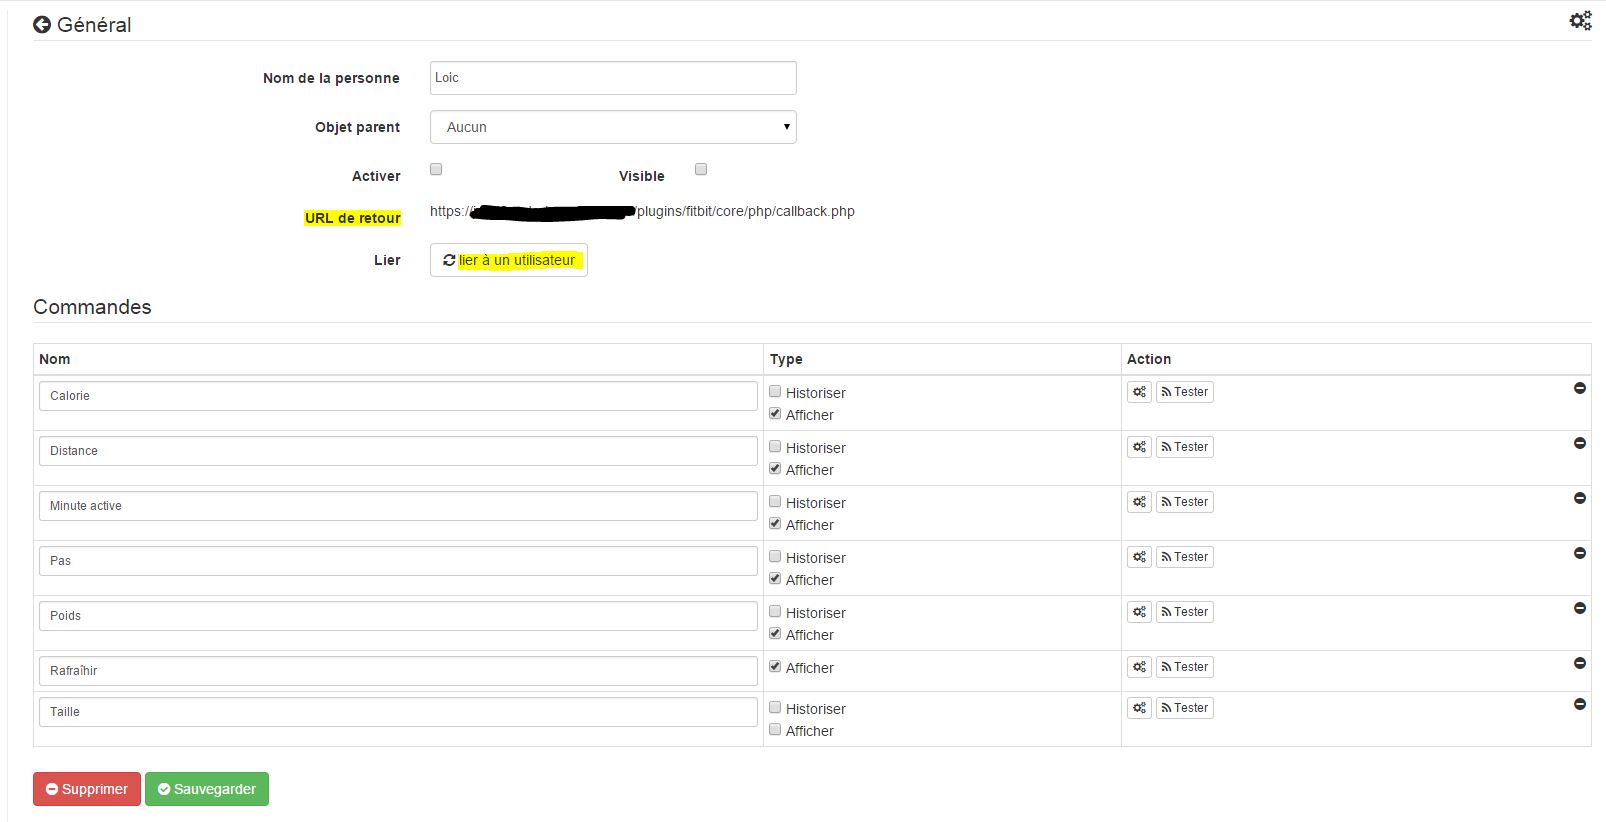 Général
Nom de la personne Loic
Objet parent Aucun
Activer Visible
URL de retour https:// /plugins/fitbit/core/php/callback.php
Lier lier à un utilisateur
Commandes
Nom Type Action
Calorie Historiser Tester
Afficher
Distance Historiser Tester
Afficher
Minute active Historiser Tester
Afficher
Pas Historiser Tester
Afficher
Poids Historiser Tester
Afficher
Rafraîhir Afficher Tester
Taille Historiser Tester
Afficher
Supprimer Sauvegarder